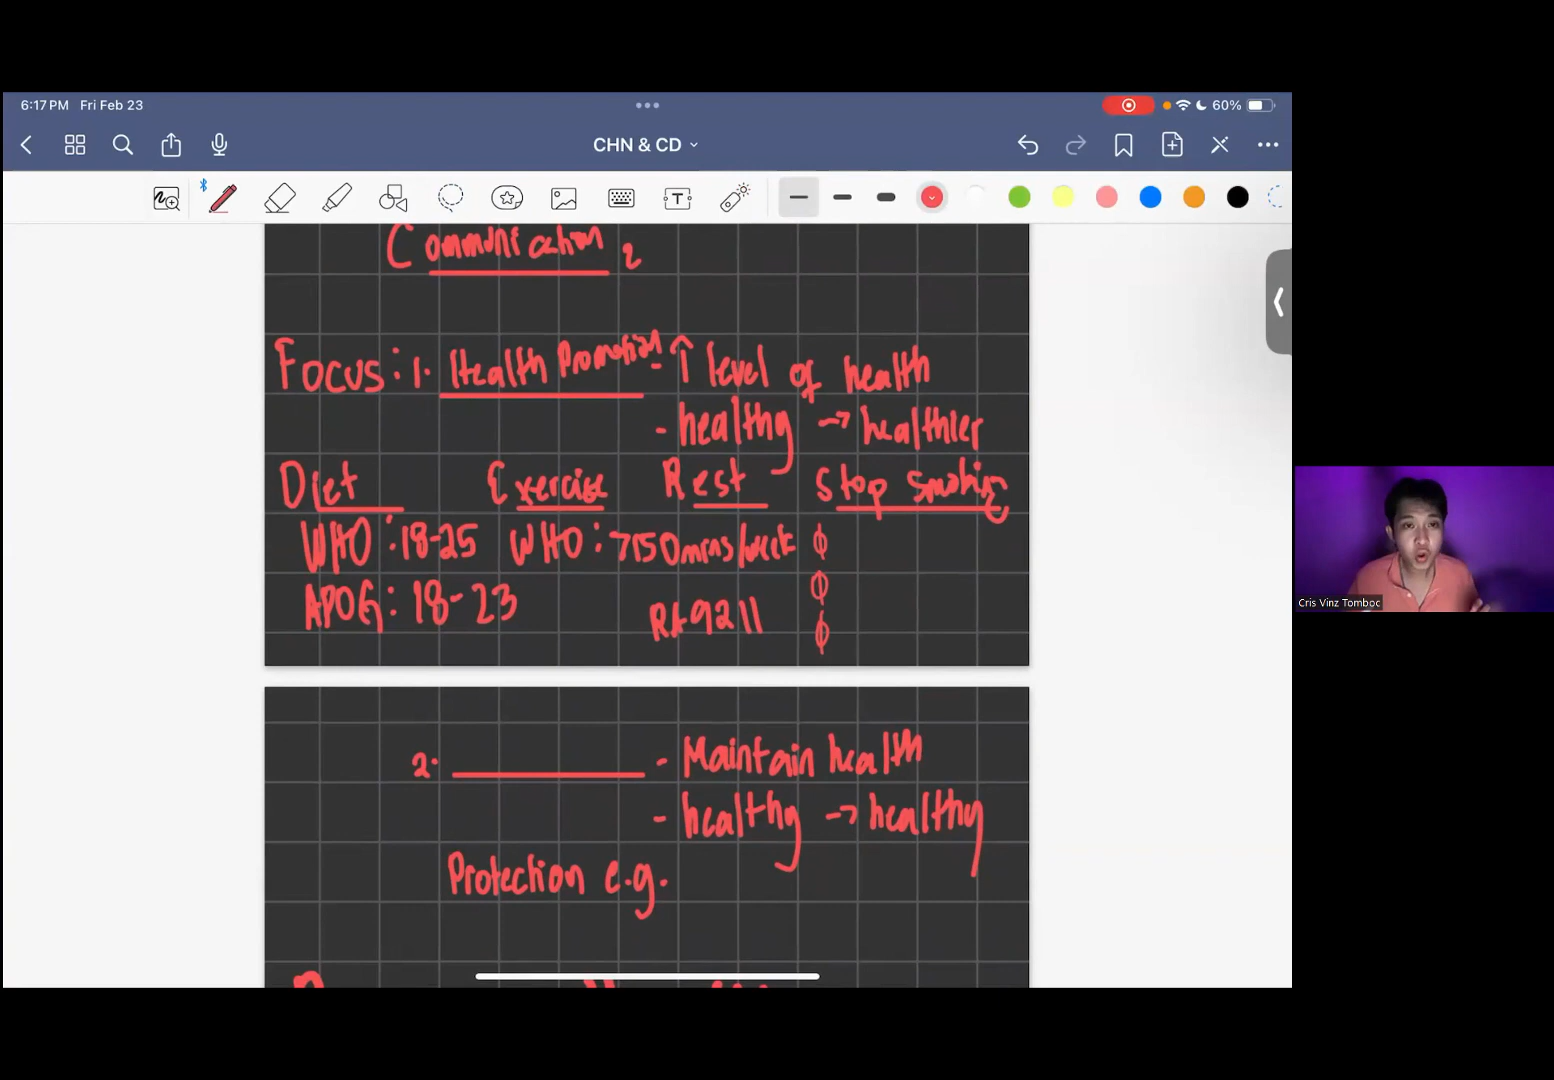 6:17 PM Fri Feb 23
60%
CHN & CD
T
Communication 2
Focus: 1. Health Promotion - ↑ level of health
- healthy → healthier
Diet Exercise Rest Stop Smoking
WHO: 18-25 WHO: 7150mins/week
APOG: 18-23 RA 9211
2. - Maintain health
- healthy → healthy
Protection e.g.
Cris Vinz Tomboc